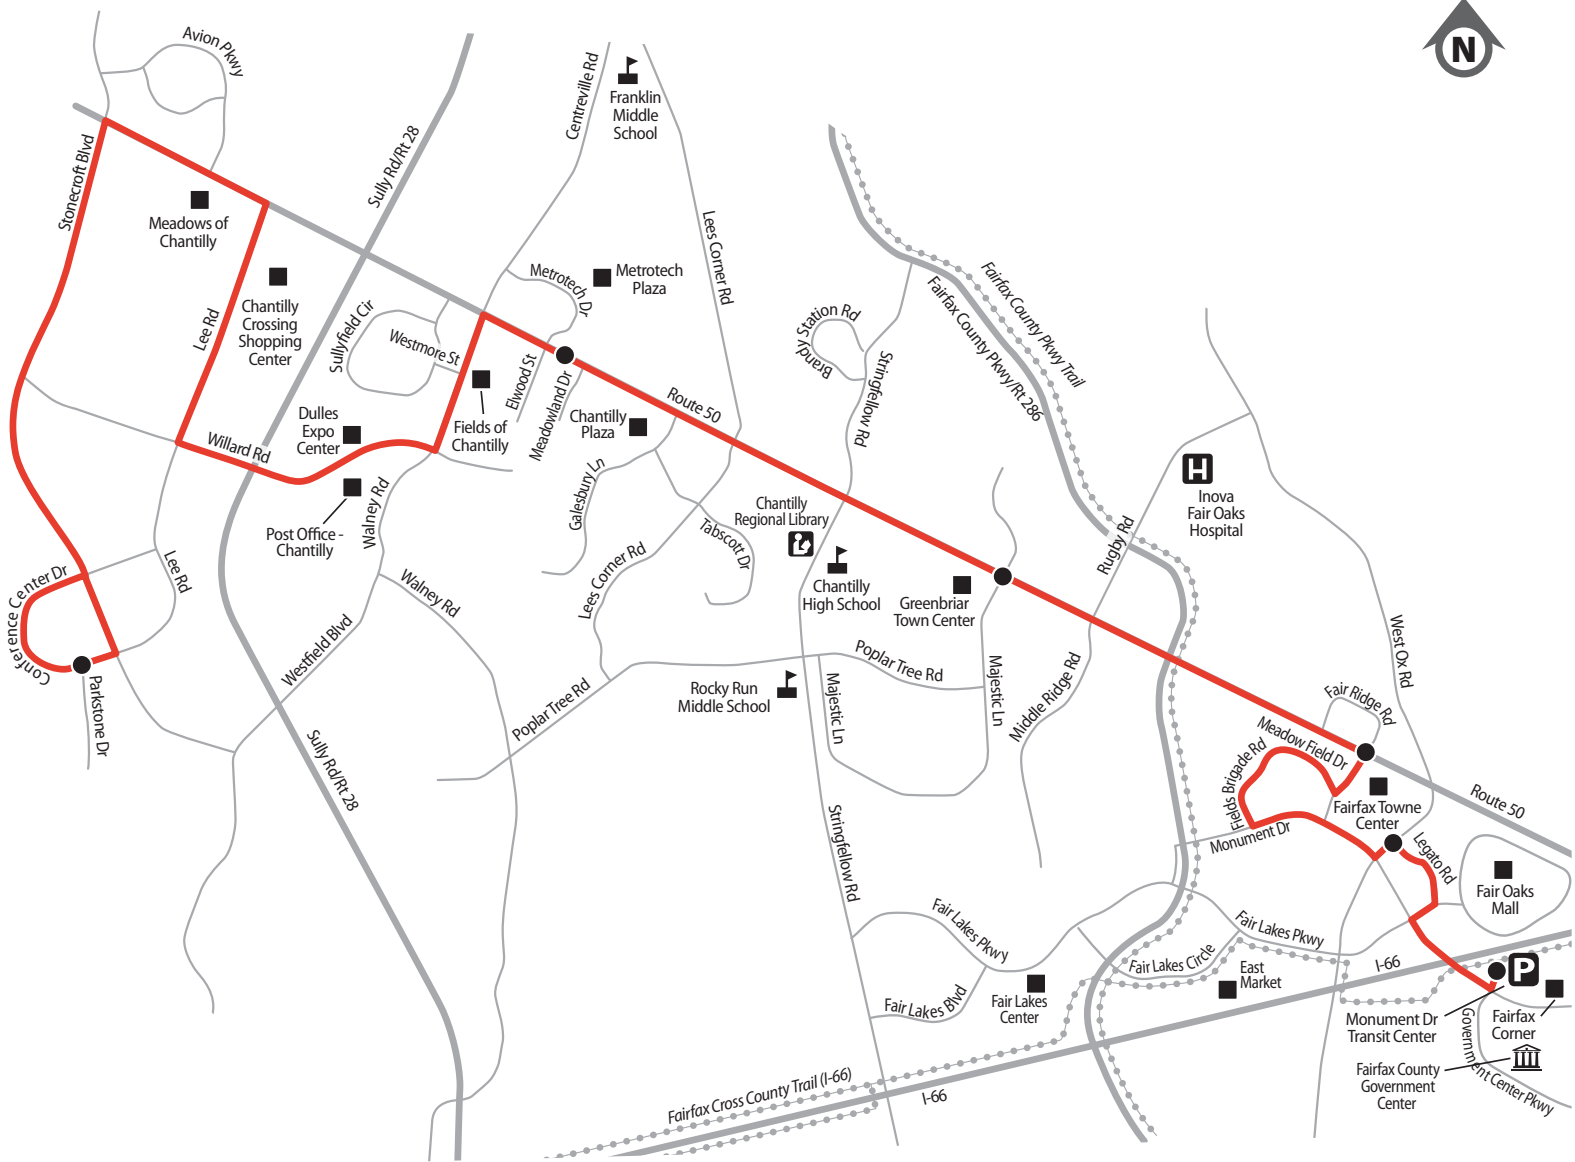 N
Avion Pkwy
Stonecroft Blvd
Meadows of
Chantilly
Sully Rd/Rt 28
Centreville Rd
Franklin
Middle
School
Lees Corner Rd
Lee Rd
Chantilly
Crossing
Shopping
Center
Sullyfield Cir
Westmore St
Metrotech Dr
Metrotech
Plaza
Elwood St
Meadowland Dr
Fields of
Chantilly
Chantilly
Plaza
Route 50
Brandy Station Rd
Stringfellow Rd
Fairfax County Pkwy Trail
Fairfax County Pkwy/Rt 286
Willard Rd
Dulles
Expo
Center
Post Office -
Chantilly
Walney Rd
Galesbury Ln
Lees Corner Rd
Tabscott Dr
Chantilly
Regional Library
Chantilly
High School
Greenbriar
Town Center
Rugby Rd
H
Inova
Fair Oaks
Hospital
Conference Center Dr
Lee Rd
Walney Rd
Westfield Blvd
Parkstone Dr
Sully Rd/Rt 28
Poplar Tree Rd
Rocky Run
Middle School
Poplar Tree Rd
Majestic Ln
Majestic Ln
Middle Ridge Rd
West Ox Rd
Fair Ridge Rd
Meadow Field Dr
Fields Brigade Rd
Monument Dr
Fairfax Towne
Center
Route 50
Legato Rd
Fair Oaks
Mall
Stringfellow Rd
Fair Lakes Pkwy
Fair Lakes Blvd
Fair Lakes
Center
Fair Lakes Circle
Fair Lakes Pkwy
East
Market
I-66
P
Monument Dr
Transit Center
Fairfax
Corner
Fairfax County
Government
Center
Government Center Pkwy
Fairfax Cross County Trail (I-66)
I-66